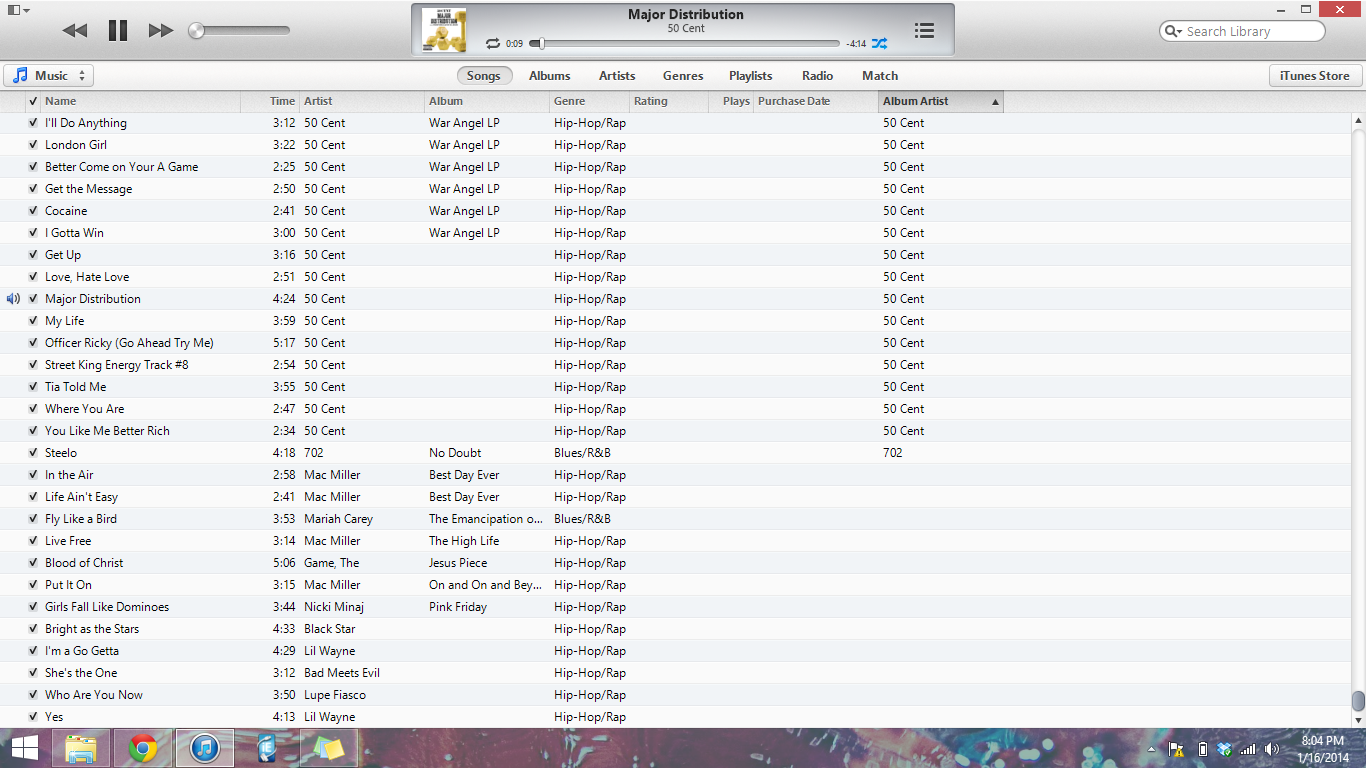 Major Distribution
50 Cent
0:09 -4:14
Search Library
Music Songs Albums Artists Genres Playlists Radio Match iTunes Store
Name Time Artist Album Genre Rating Plays Purchase Date Album Artist
I'll Do Anything 3:12 50 Cent War Angel LP Hip-Hop/Rap 50 Cent
London Girl 3:22 50 Cent War Angel LP Hip-Hop/Rap 50 Cent
Better Come on Your A Game 2:25 50 Cent War Angel LP Hip-Hop/Rap 50 Cent
Get the Message 2:50 50 Cent War Angel LP Hip-Hop/Rap 50 Cent
Cocaine 2:41 50 Cent War Angel LP Hip-Hop/Rap 50 Cent
I Gotta Win 3:00 50 Cent War Angel LP Hip-Hop/Rap 50 Cent
Get Up 3:16 50 Cent Hip-Hop/Rap 50 Cent
Love, Hate Love 2:51 50 Cent Hip-Hop/Rap 50 Cent
Major Distribution 4:24 50 Cent Hip-Hop/Rap 50 Cent
My Life 3:59 50 Cent Hip-Hop/Rap 50 Cent
Officer Ricky (Go Ahead Try Me) 5:17 50 Cent Hip-Hop/Rap 50 Cent
Street King Energy Track #8 2:54 50 Cent Hip-Hop/Rap 50 Cent
Tia Told Me 3:55 50 Cent Hip-Hop/Rap 50 Cent
Where You Are 2:47 50 Cent Hip-Hop/Rap 50 Cent
You Like Me Better Rich 2:34 50 Cent Hip-Hop/Rap 50 Cent
Steelo 4:18 702 No Doubt Blues/R&B 702
In the Air 2:58 Mac Miller Best Day Ever Hip-Hop/Rap
Life Ain't Easy 2:41 Mac Miller Best Day Ever Hip-Hop/Rap
Fly Like a Bird 3:53 Mariah Carey The Emancipation o... Blues/R&B
Live Free 3:14 Mac Miller The High Life Hip-Hop/Rap
Blood of Christ 5:06 Game, The Jesus Piece Hip-Hop/Rap
Put It On 3:15 Mac Miller On and On and Bey... Hip-Hop/Rap
Girls Fall Like Dominoes 3:44 Nicki Minaj Pink Friday Hip-Hop/Rap
Bright as the Stars 4:33 Black Star Hip-Hop/Rap
I'm a Go Getta 4:29 Lil Wayne Hip-Hop/Rap
She's the One 3:12 Bad Meets Evil Hip-Hop/Rap
Who Are You Now 3:50 Lupe Fiasco Hip-Hop/Rap
Yes 4:13 Lil Wayne Hip-Hop/Rap
8:04 PM
1/16/2014